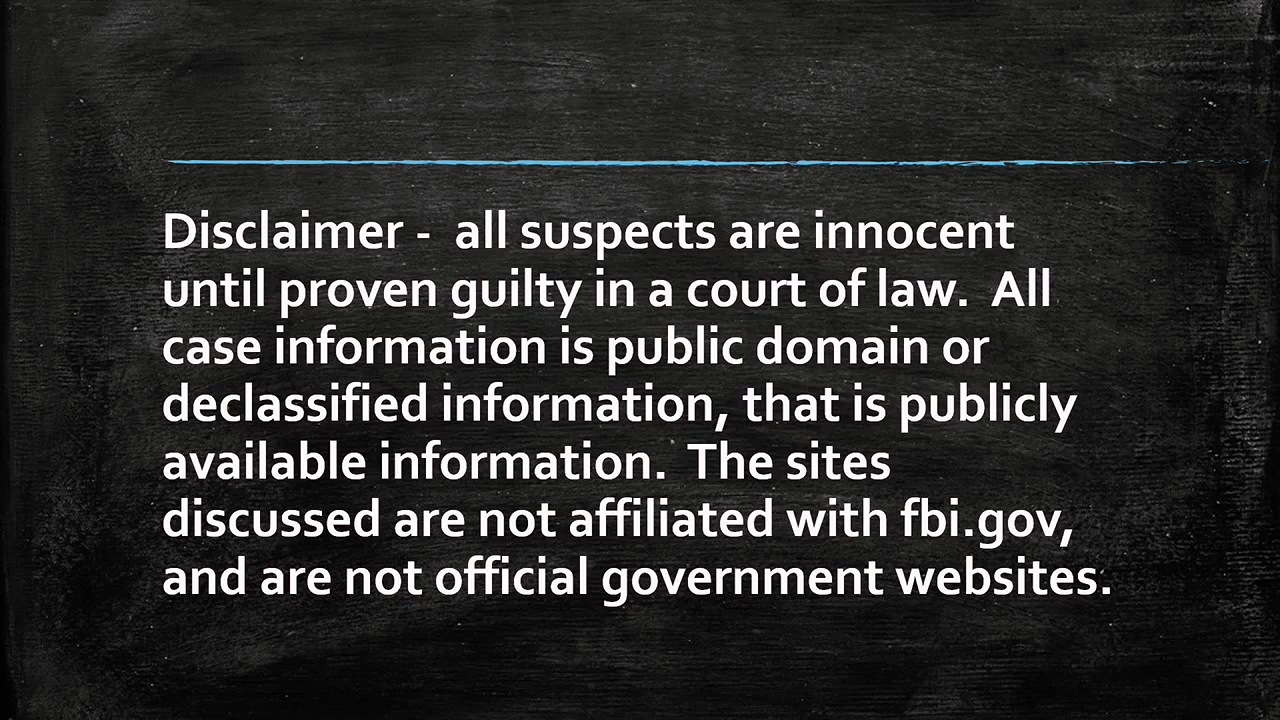 Disclaimer -  all suspects are innocent
until proven guilty in a court of law.  All
case information is public domain or
declassified information, that is publicly
available information.  The sites
discussed are not affiliated with fbi.gov,
and are not official government websites.